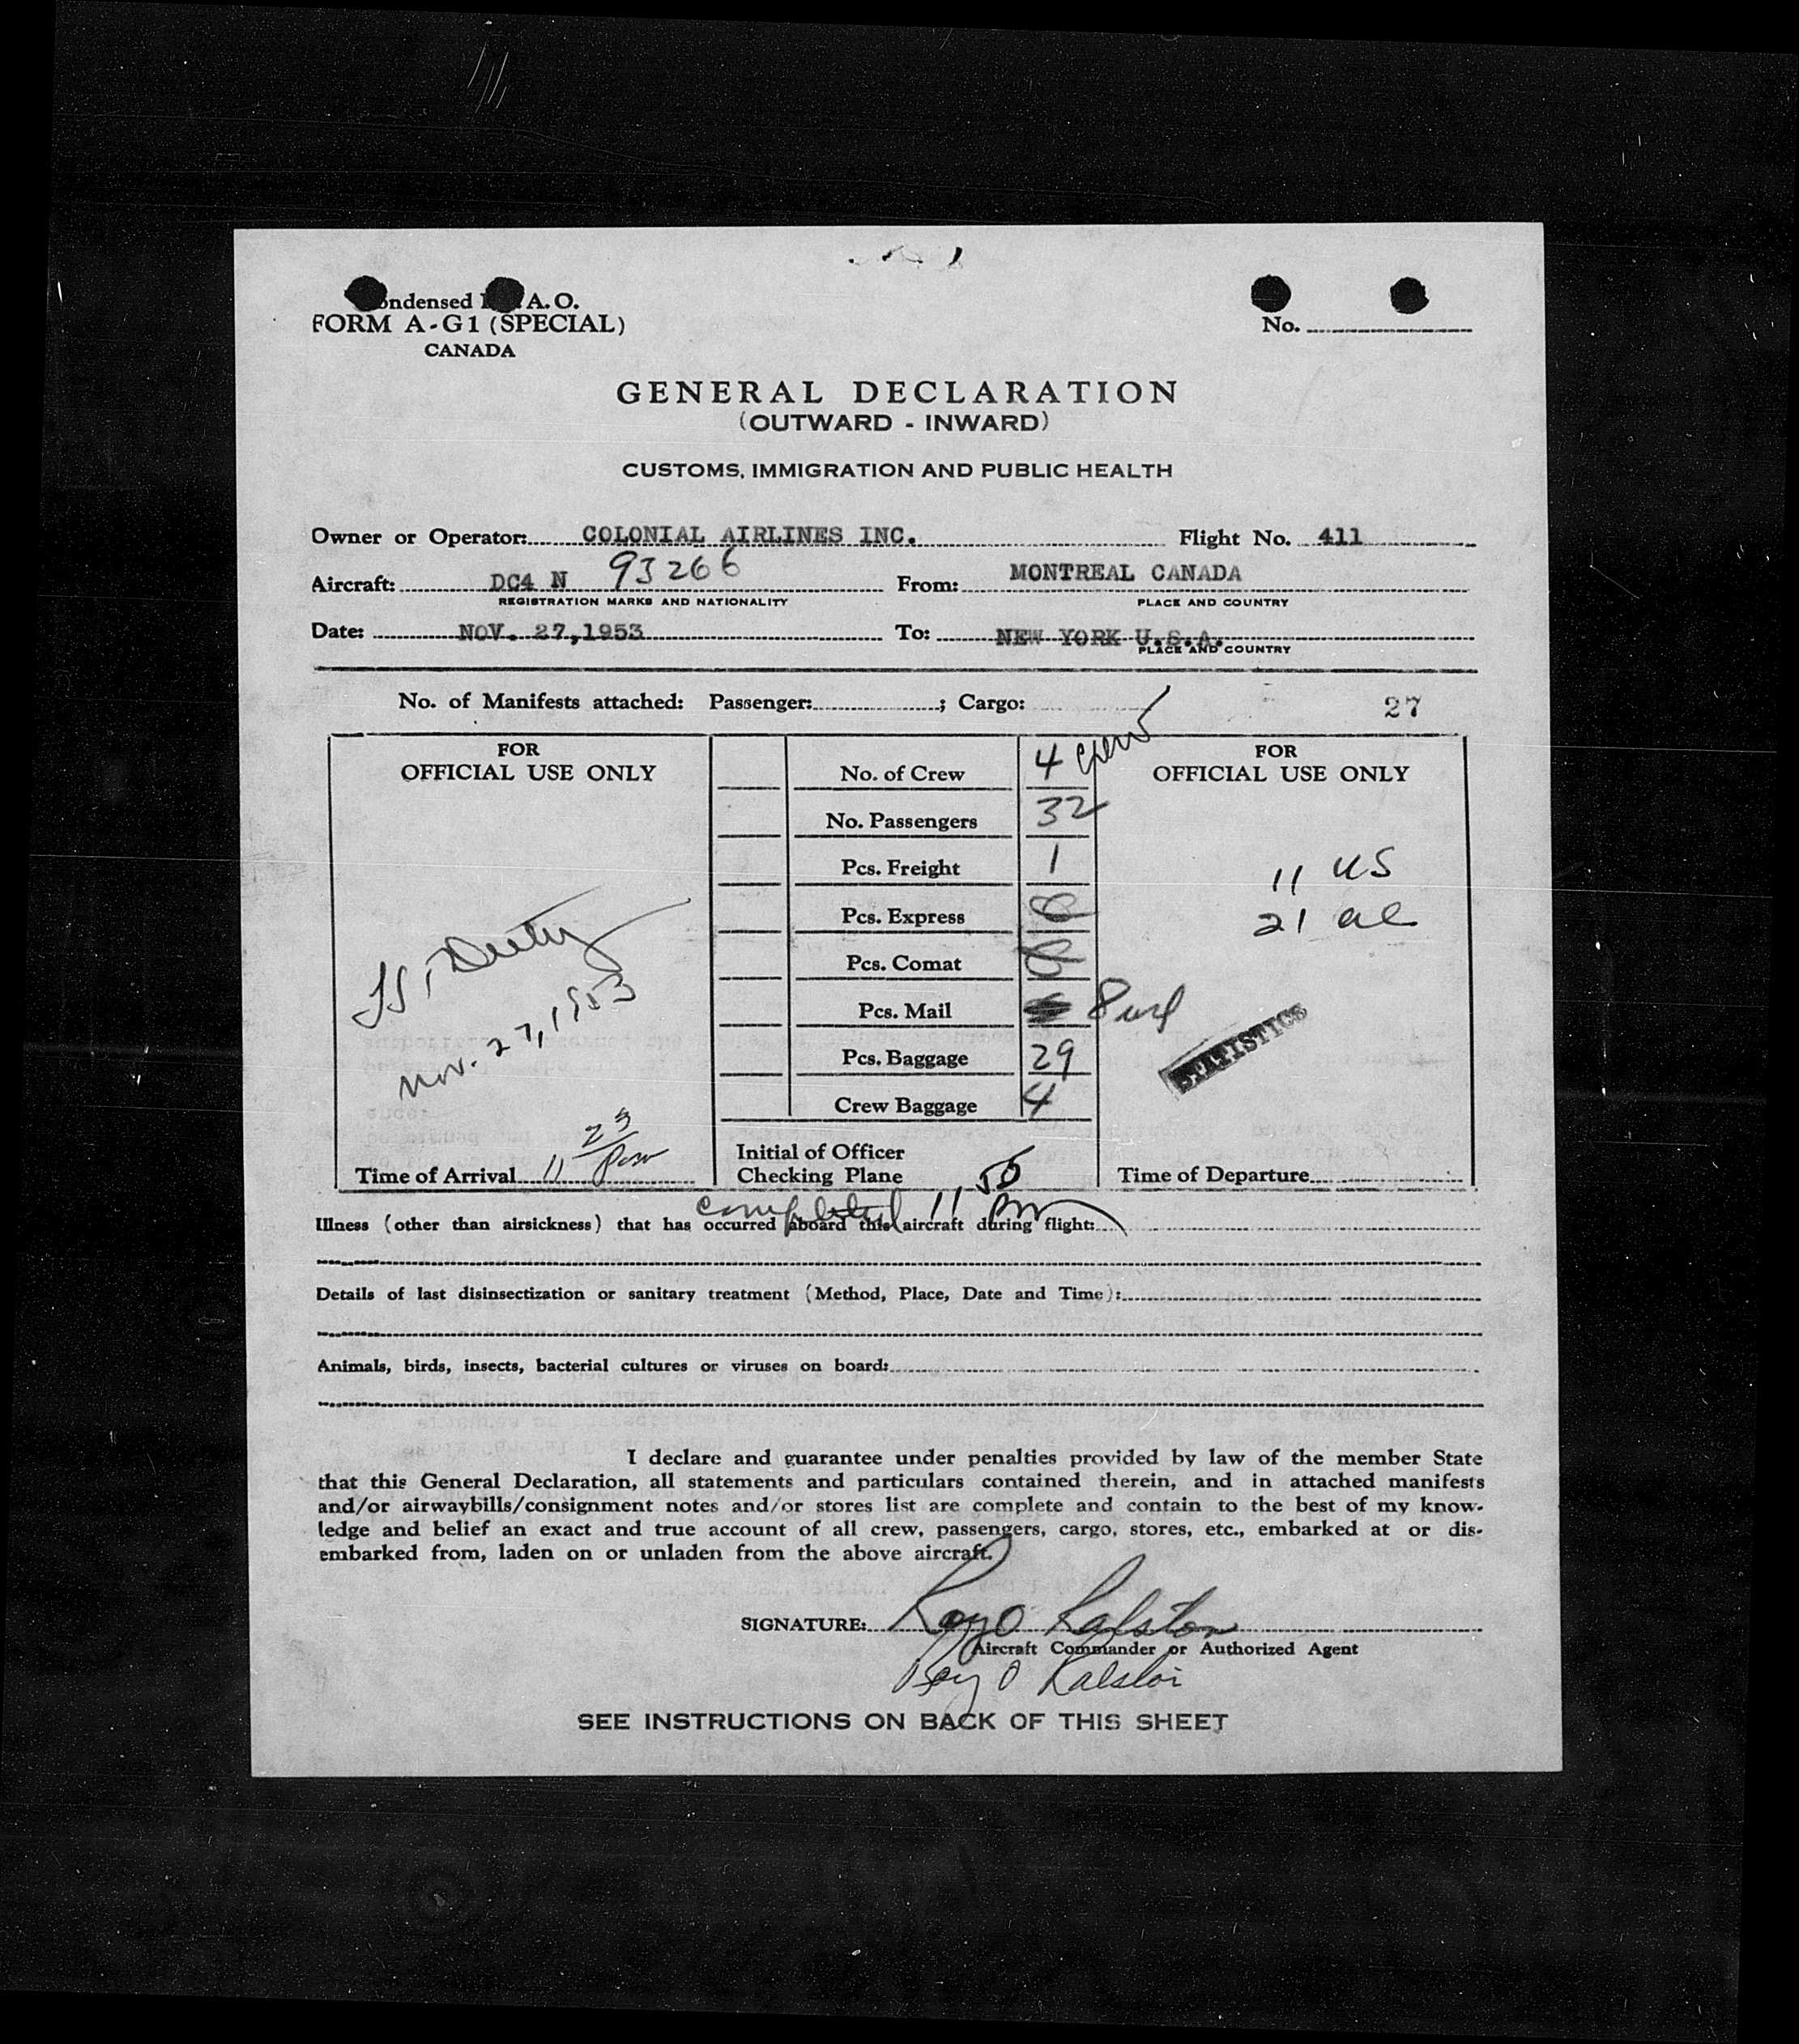 Condensed I.C.A.O.
FORM A-G1 (SPECIAL)
CANADA
No.
GENERAL DECLARATION
(OUTWARD - INWARD)
CUSTOMS, IMMIGRATION AND PUBLIC HEALTH
Owner or Operator: COLONIAL AIRLINES INC. Flight No. 411
Aircraft: DC4 N 93266 From: MONTREAL CANADA
REGISTRATION MARKS AND NATIONALITY PLACE AND COUNTRY
Date: NOV. 27,1953 To: NEW YORK U.S.A.
PLACE AND COUNTRY
No. of Manifests attached: Passenger: ; Cargo: 27
FOR
OFFICIAL USE ONLY
No. of Crew 4 crew
FOR
OFFICIAL USE ONLY
No. Passengers 32
Pcs. Freight 1
11 US
Pcs. Express
21 al
Pcs. Comat
Pcs. Mail 8
Nov. 27, 1953
STATISTICS
Pcs. Baggage 29
Crew Baggage 4
Time of Arrival 11 23 Pm
Initial of Officer
Checking Plane
Time of Departure
completed 11 55 Pm
Illness (other than airsickness) that has occurred aboard this aircraft during flight:
Details of last disinsectization or sanitary treatment (Method, Place, Date and Time):
Animals, birds, insects, bacterial cultures or viruses on board:
I declare and guarantee under penalties provided by law of the member State
that this General Declaration, all statements and particulars contained therein, and in attached manifests
and/or airwaybills/consignment notes and/or stores list are complete and contain to the best of my know-
ledge and belief an exact and true account of all crew, passengers, cargo, stores, etc., embarked at or dis-
embarked from, laden on or unladen from the above aircraft.
SIGNATURE: Roy O Ralston
Aircraft Commander or Authorized Agent
Roy O Ralston
SEE INSTRUCTIONS ON BACK OF THIS SHEET